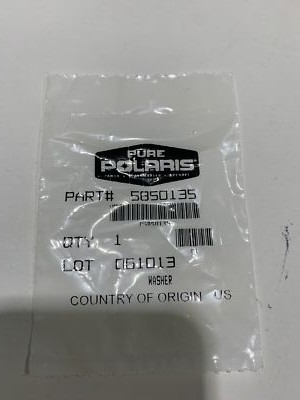 PURE
POLARIS
PART# 5850135
QTY 1
LOT 061013
WASHER
COUNTRY OF ORIGIN US